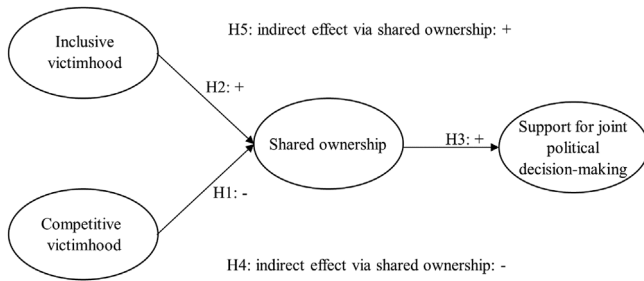 Inclusive
victimhood
H5: indirect effect via shared ownership: +
H2: +
Shared ownership
H3: +
Support for joint
political
decision-making
H1: -
Competitive
victimhood
H4: indirect effect via shared ownership: -